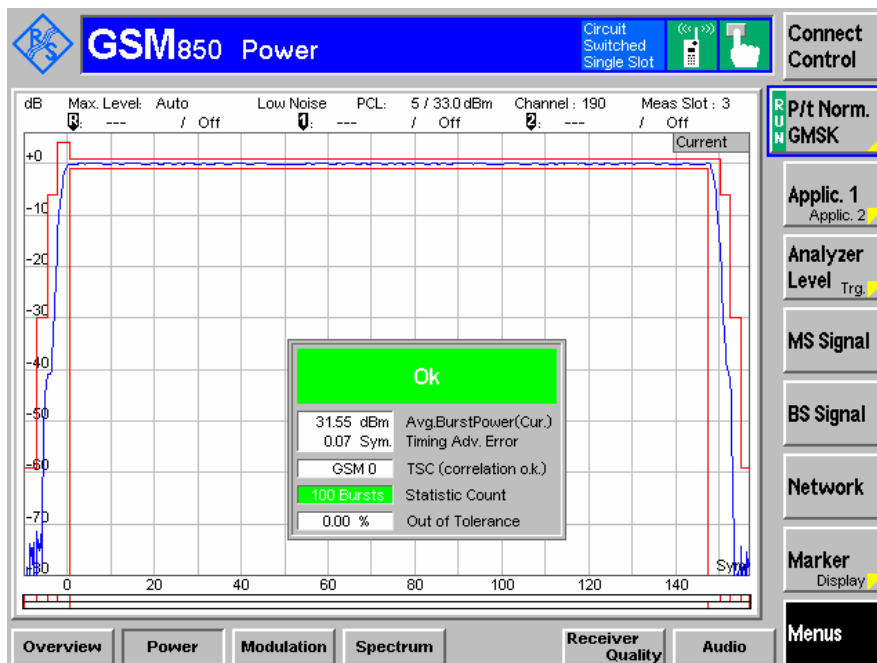 R&S
GSM850 Power
Circuit
Switched
Single Slot
Connect
Control
dB Max. Level: Auto Low Noise PCL: 5 / 33.0 dBm Channel : 190 Meas Slot : 3
R: --- / Off 1: --- / Off 2: --- / Off
Current
RUN
P/t Norm.
GMSK
Applic. 1
Applic. 2
Analyzer
Level Trg.
MS Signal
BS Signal
Network
Marker
Display
Menus
+0
-10
-20
-30
-40
-50
-60
-70
-80
Ok
31.55 dBm Avg.BurstPower(Cur.)
0.07 Sym. Timing Adv. Error
GSM 0 TSC (correlation o.k.)
100 Bursts Statistic Count
0.00 % Out of Tolerance
Sym
0 20 40 60 80 100 120 140
Overview Power Modulation Spectrum Receiver Quality Audio